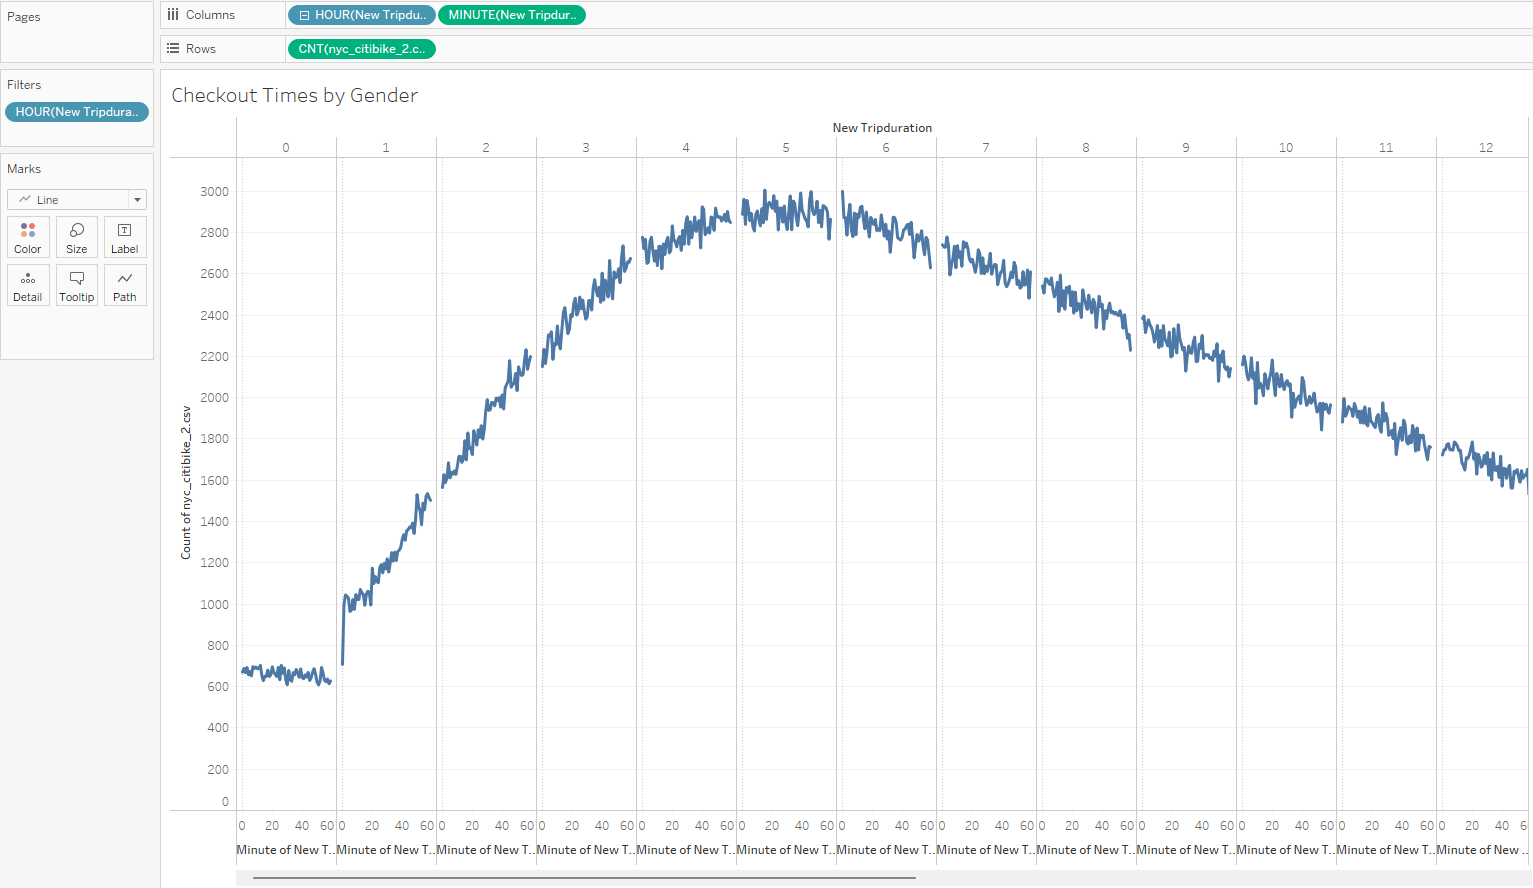 Pages
Columns
HOUR(New Tripdu..
MINUTE(New Tripdur..
Rows
CNT(nyc_citibike_2.c..
Filters
HOUR(New Tripdura..
Marks
Line
Color
Size
Label
Detail
Tooltip
Path
Checkout Times by Gender
New Tripduration
0 1 2 3 4 5 6 7 8 9 10 11 12
Count of nyc_citibike_2.csv
3000
2800
2600
2400
2200
2000
1800
1600
1400
1200
1000
800
600
400
200
0
0 20 40 60 0 20 40 60 0 20 40 60 0 20 40 60 0 20 40 60 0 20 40 60 0 20 40 60 0 20 40 60 0 20 40 60 0 20 40 60 0 20 40 60 0 20 40 60 0 20 40 6
Minute of New T.. Minute of New T.. Minute of New T.. Minute of New T.. Minute of New T.. Minute of New T.. Minute of New T.. Minute of New T.. Minute of New T.. Minute of New T.. Minute of New T.. Minute of New T.. Minute of New ..